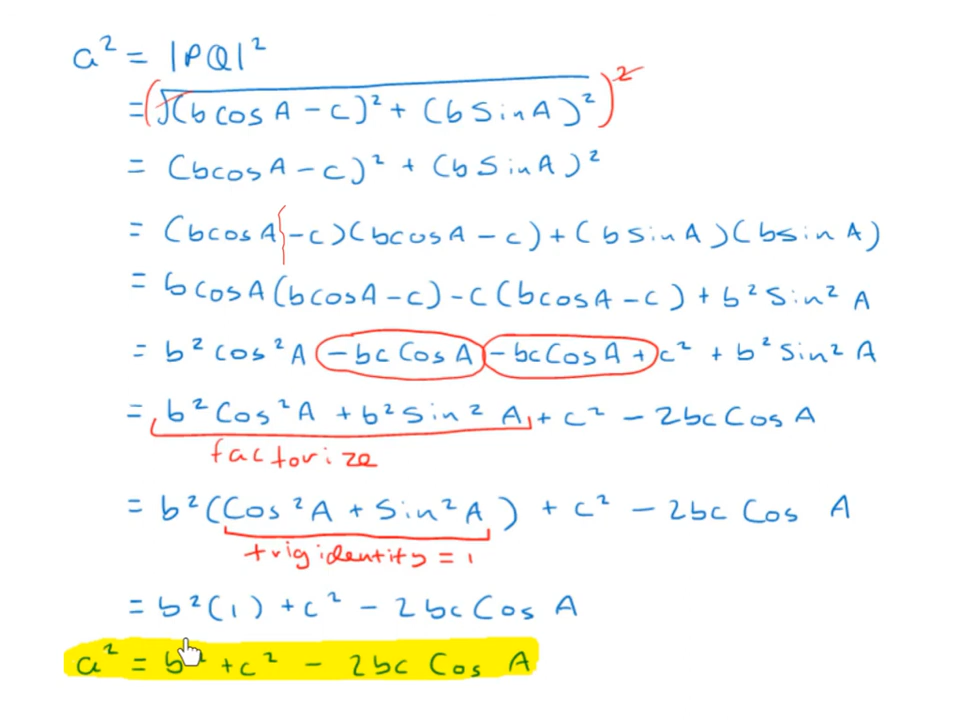 a² = |PQ|²
= (√(b cos A - c)² + (b Sin A)²)²
= (b cos A - c)² + (b Sin A)²
= (b cos A - c)(b cos A - c) + (b Sin A)(b sin A)
= b cos A (b cos A - c) - c (b cos A - c) + b² Sin² A
= b² cos² A - bc Cos A - bc Cos A + c² + b² Sin² A
= b² Cos² A + b² Sin² A + c² - 2bc Cos A
factorize
= b² (Cos² A + Sin² A) + c² - 2bc Cos A
trig identity = 1
= b² (1) + c² - 2bc Cos A
a² = b² + c² - 2bc Cos A